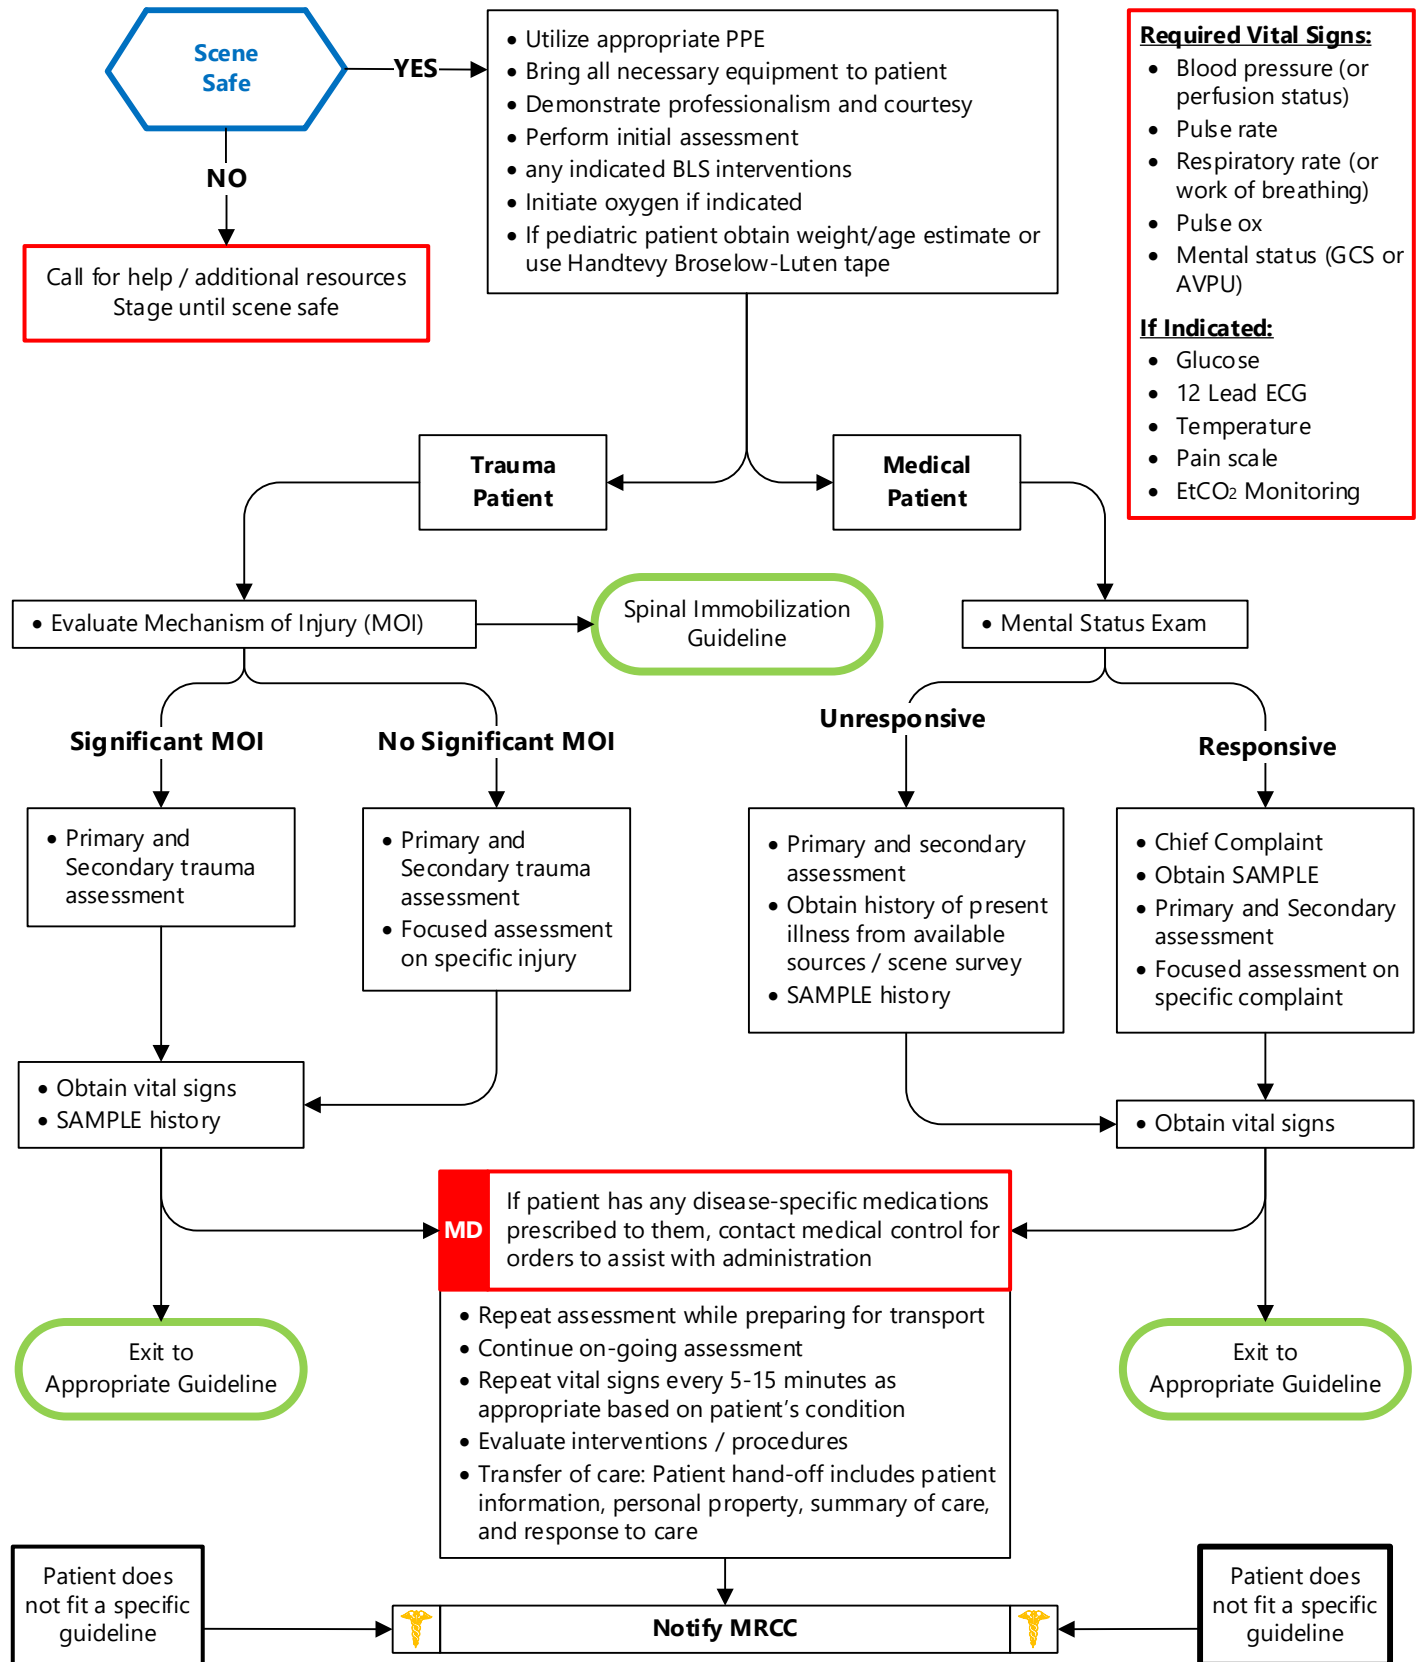 Scene
Safe
YES
NO
Call for help / additional resources
Stage until scene safe
• Utilize appropriate PPE
• Bring all necessary equipment to patient
• Demonstrate professionalism and courtesy
• Perform initial assessment
• any indicated BLS interventions
• Initiate oxygen if indicated
• If pediatric patient obtain weight/age estimate or
use Handtevy Broselow-Luten tape
Required Vital Signs:
• Blood pressure (or
perfusion status)
• Pulse rate
• Respiratory rate (or
work of breathing)
• Pulse ox
• Mental status (GCS or
AVPU)
If Indicated:
• Glucose
• 12 Lead ECG
• Temperature
• Pain scale
• EtCO2 Monitoring
Trauma
Patient
Medical
Patient
• Evaluate Mechanism of Injury (MOI)
Spinal Immobilization
Guideline
• Mental Status Exam
Significant MOI
No Significant MOI
Unresponsive
Responsive
• Primary and
Secondary trauma
assessment
• Primary and
Secondary trauma
assessment
• Focused assessment
on specific injury
• Primary and secondary
assessment
• Obtain history of present
illness from available
sources / scene survey
• SAMPLE history
• Chief Complaint
• Obtain SAMPLE
• Primary and Secondary
assessment
• Focused assessment on
specific complaint
• Obtain vital signs
• SAMPLE history
• Obtain vital signs
MD
If patient has any disease-specific medications
prescribed to them, contact medical control for
orders to assist with administration
• Repeat assessment while preparing for transport
• Continue on-going assessment
• Repeat vital signs every 5-15 minutes as
appropriate based on patient’s condition
• Evaluate interventions / procedures
• Transfer of care: Patient hand-off includes patient
information, personal property, summary of care,
and response to care
Exit to
Appropriate Guideline
Exit to
Appropriate Guideline
Patient does
not fit a specific
guideline
Notify MRCC
Patient does
not fit a specific
guideline